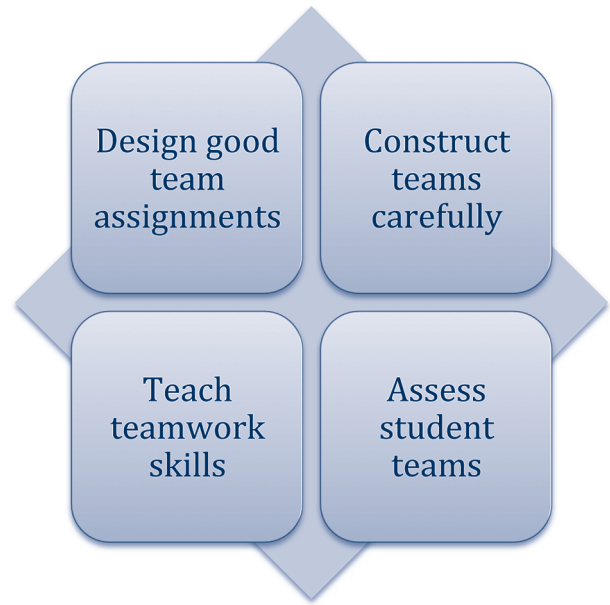 Design good
team
assignments
Construct
teams
carefully
Teach
teamwork
skills
Assess
student
teams